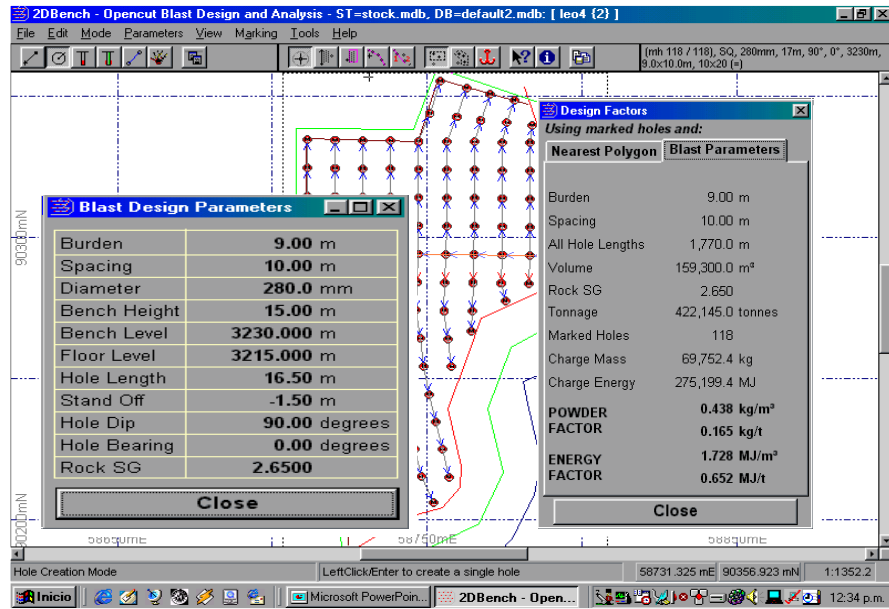 2DBench - Opencut Blast Design and Analysis - ST=stock.mdb, DB=default2.mdb: [ leo4 {2} ]
File Edit Mode Parameters View Marking Tools Help
(mh 118 / 118), SQ, 280mm, 17m, 90°, 0°, 3230m,
9.0x10.0m, 10x20 (=)
Design Factors
Using marked holes and:
Nearest Polygon Blast Parameters
Burden 9.00 m
Spacing 10.00 m
All Hole Lengths 1,770.0 m
Volume 159,300.0 m³
Rock SG 2.650
Tonnage 422,145.0 tonnes
Marked Holes 118
Charge Mass 69,752.4 kg
Charge Energy 275,199.4 MJ
POWDER FACTOR 0.438 kg/m³
0.165 kg/t
ENERGY FACTOR 1.728 MJ/m³
0.652 MJ/t
Close
Blast Design Parameters
Burden 9.00 m
Spacing 10.00 m
Diameter 280.0 mm
Bench Height 15.00 m
Bench Level 3230.000 m
Floor Level 3215.000 m
Hole Length 16.50 m
Stand Off -1.50 m
Hole Dip 90.00 degrees
Hole Bearing 0.00 degrees
Rock SG 2.6500
Close
90300mN
90200mN
58650mE 58750mE 58850mE
Hole Creation Mode LeftClick/Enter to create a single hole 58731.325 mE 90356.923 mN 1:1352.2
Inicio Microsoft PowerPoin... 2DBench - Open... 12:34 p.m.